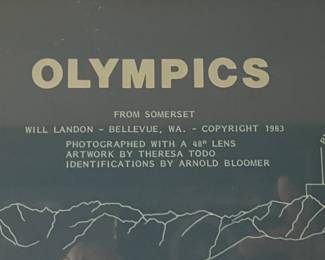 OLYMPICS
FROM SOMERSET
WILL LANDON - BELLEVUE, WA. - COPYRIGHT 1983
PHOTOGRAPHED WITH A 48" LENS
ARTWORK BY THERESA TODO
IDENTIFICATIONS BY ARNOLD BLOOMER